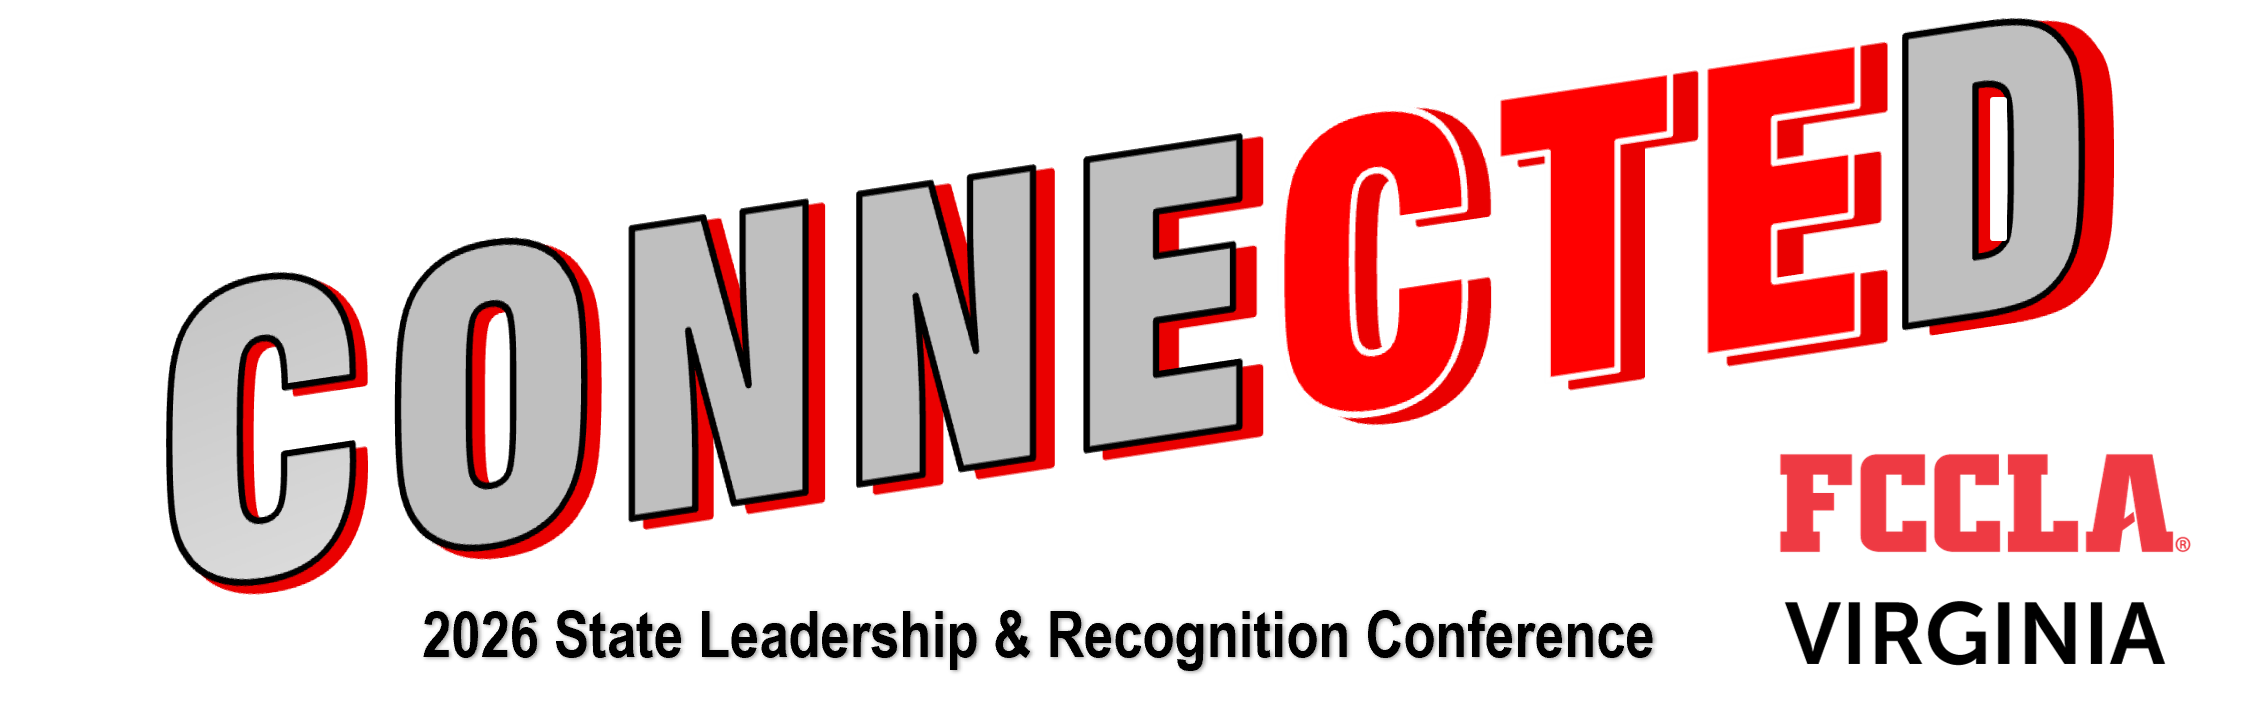 CONNECTED
FCCLA®
VIRGINIA
2026 State Leadership & Recognition Conference